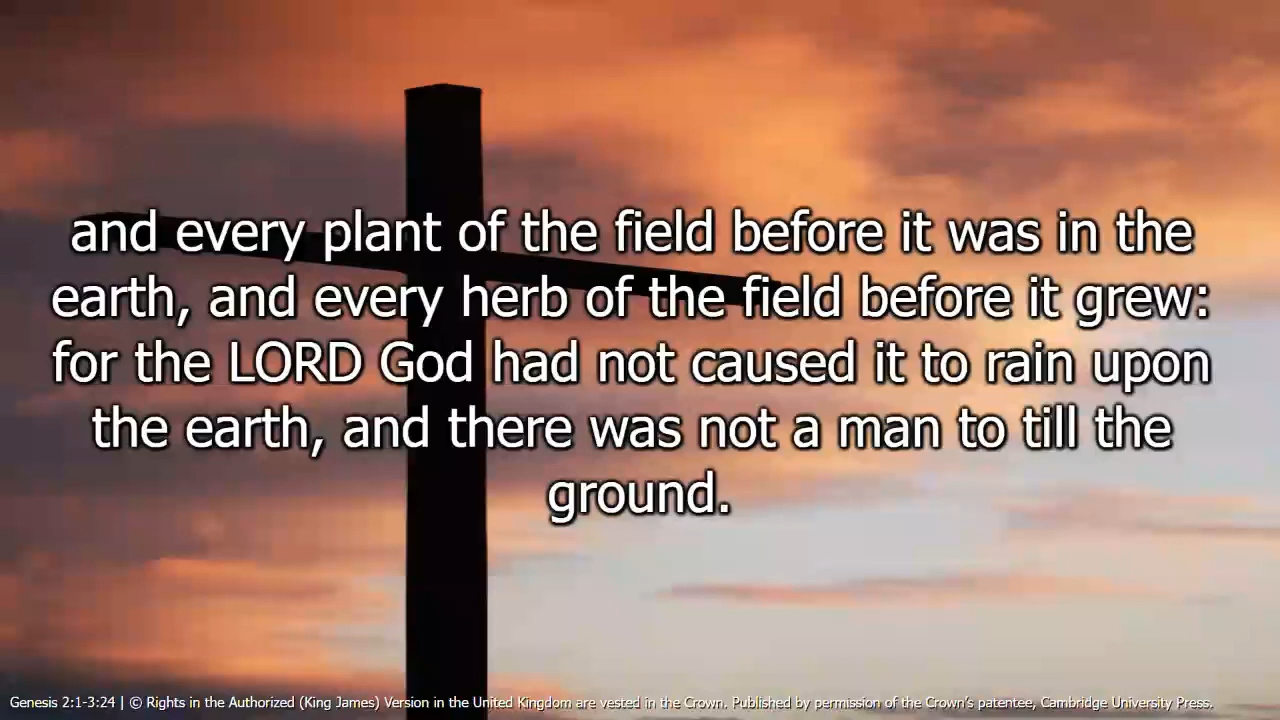 and every plant of the field before it was in the
earth, and every herb of the field before it grew:
for the LORD God had not caused it to rain upon
the earth, and there was not a man to till the
ground.
Genesis 2:1-3:24 | © Rights in the Authorized (King James) Version in the United Kingdom are vested in the Crown. Published by permission of the Crown’s patentee, Cambridge University Press.